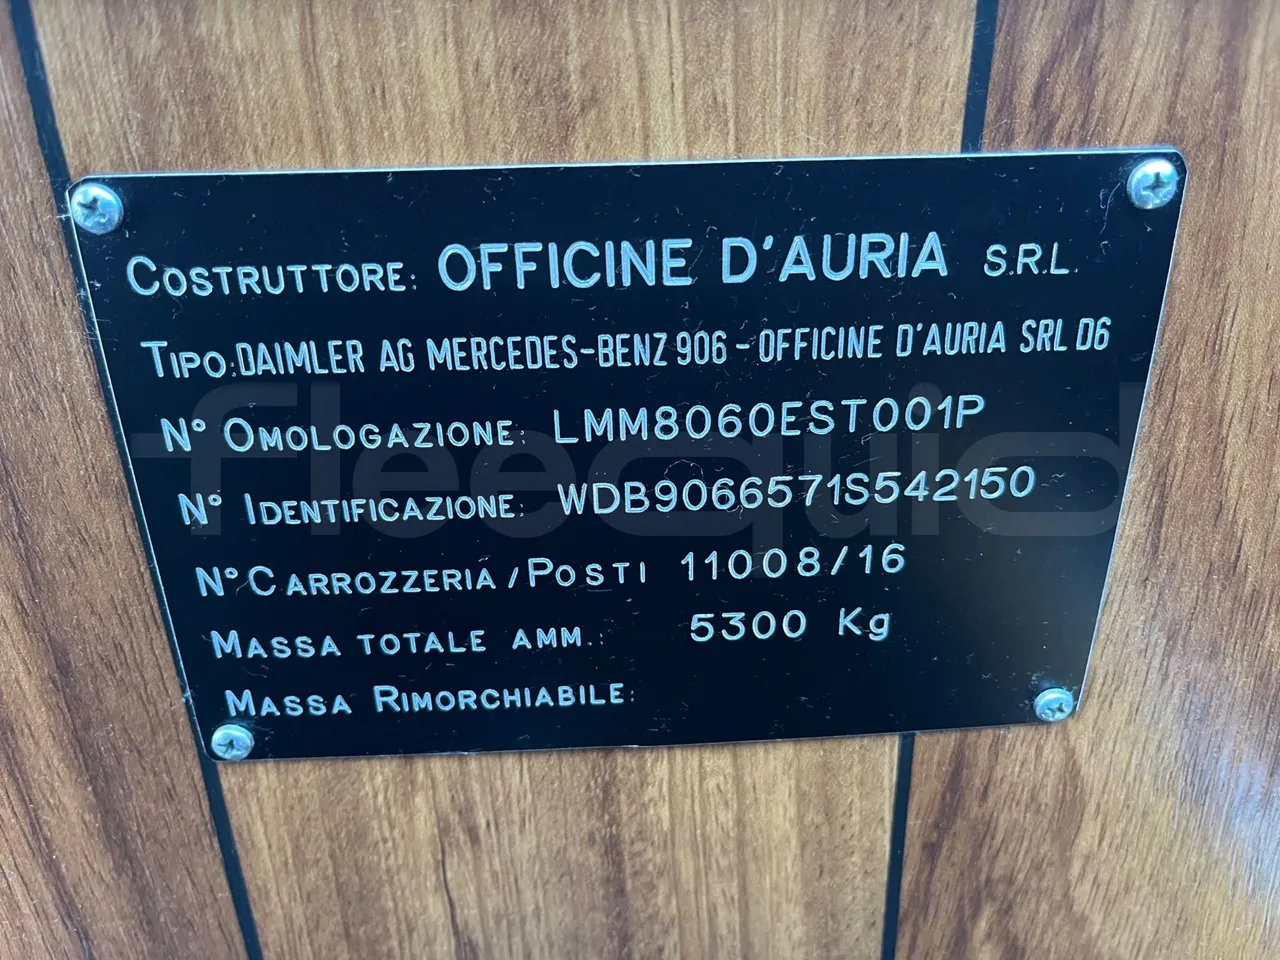 COSTRUTTORE: OFFICINE D'AURIA S.R.L.
TIPO: DAIMLER AG MERCEDES-BENZ 906 - OFFICINE D'AURIA SRL D6
N° OMOLOGAZIONE: LMM8060EST001P
N° IDENTIFICAZIONE: WDB9066571S542150
N° CARROZZERIA / POSTI 11008/16
MASSA TOTALE AMM.: 5300 Kg
MASSA RIMORCHIABILE:
fleequid